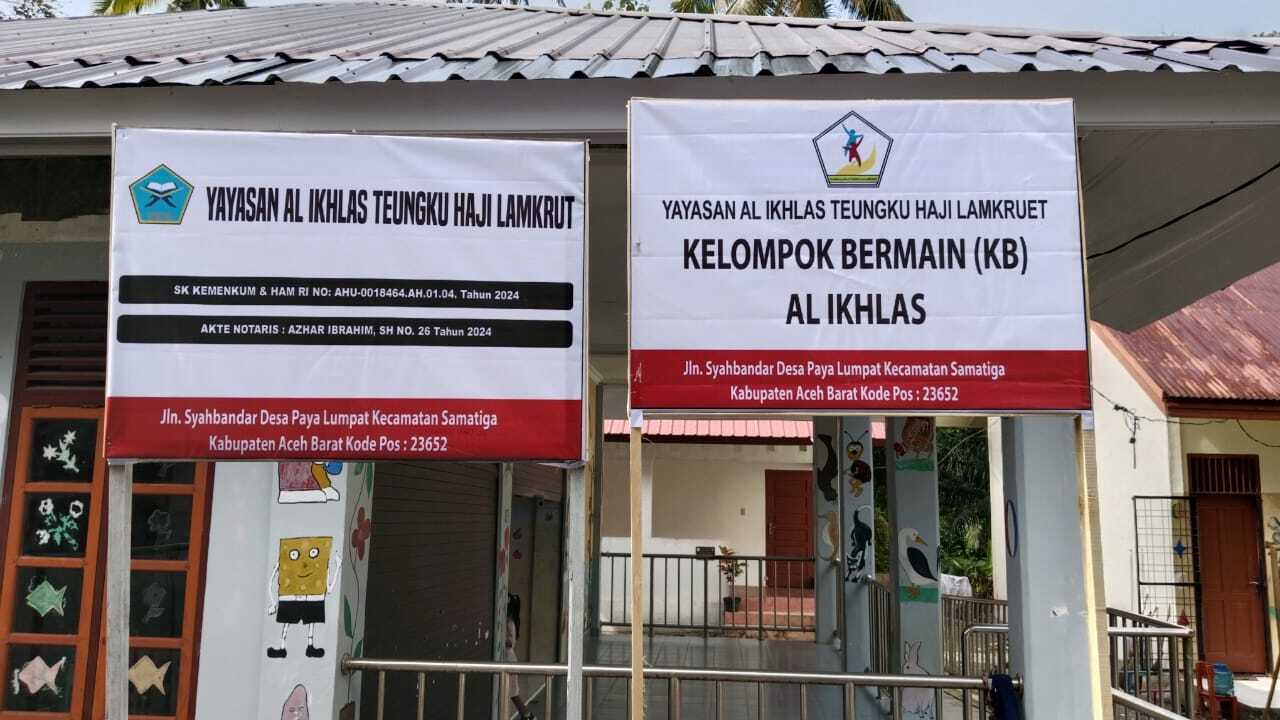 YAYASAN AL IKHLAS TEUNGKU HAJI LAMKRUT
SK KEMENKUM & HAM RI NO: AHU-0018464.AH.01.04. Tahun 2024
AKTE NOTARIS : AZHAR IBRAHIM, SH NO. 26 Tahun 2024
Jln. Syahbandar Desa Paya Lumpat Kecamatan Samatiga
Kabupaten Aceh Barat Kode Pos : 23652
YAYASAN AL IKHLAS TEUNGKU HAJI LAMKRUET
KELOMPOK BERMAIN (KB)
AL IKHLAS
Jln. Syahbandar Desa Paya Lumpat Kecamatan Samatiga
Kabupaten Aceh Barat Kode Pos : 23652